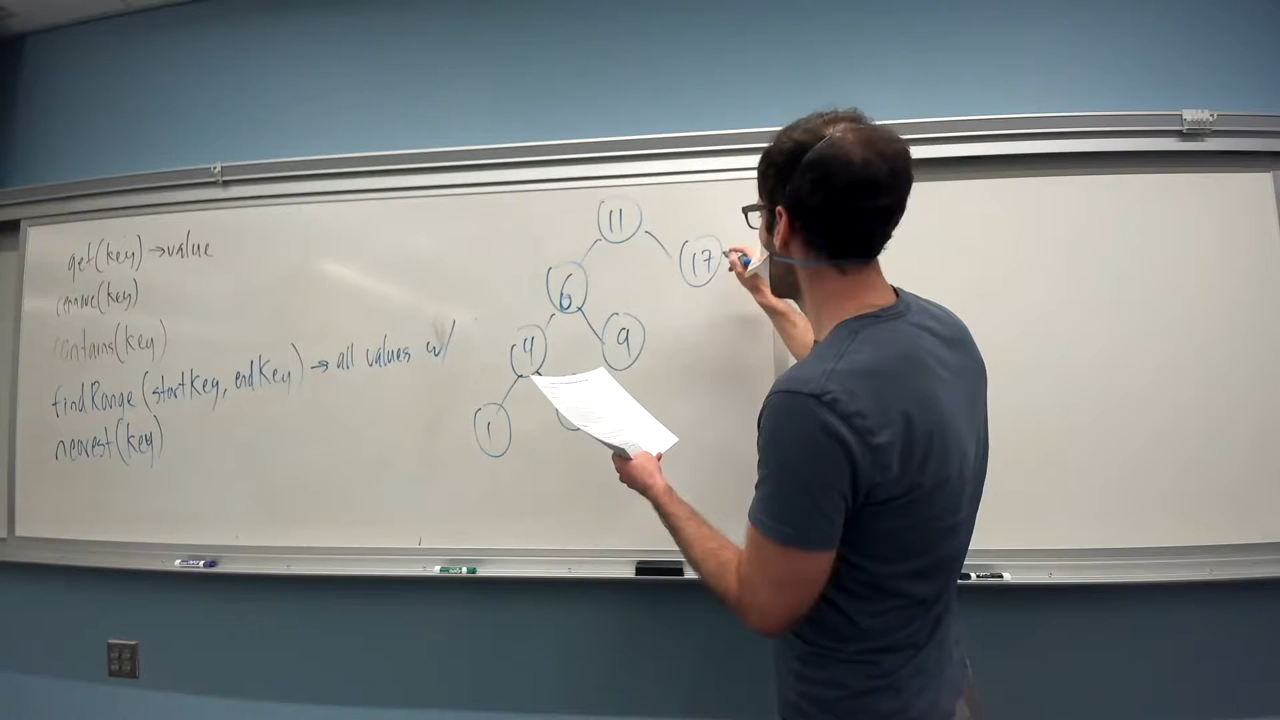 get(key)→value
remove(key)
contains(key)
findRange(startKey, endKey) → all values w/
nearest(key)
11
6
17
4
9
1